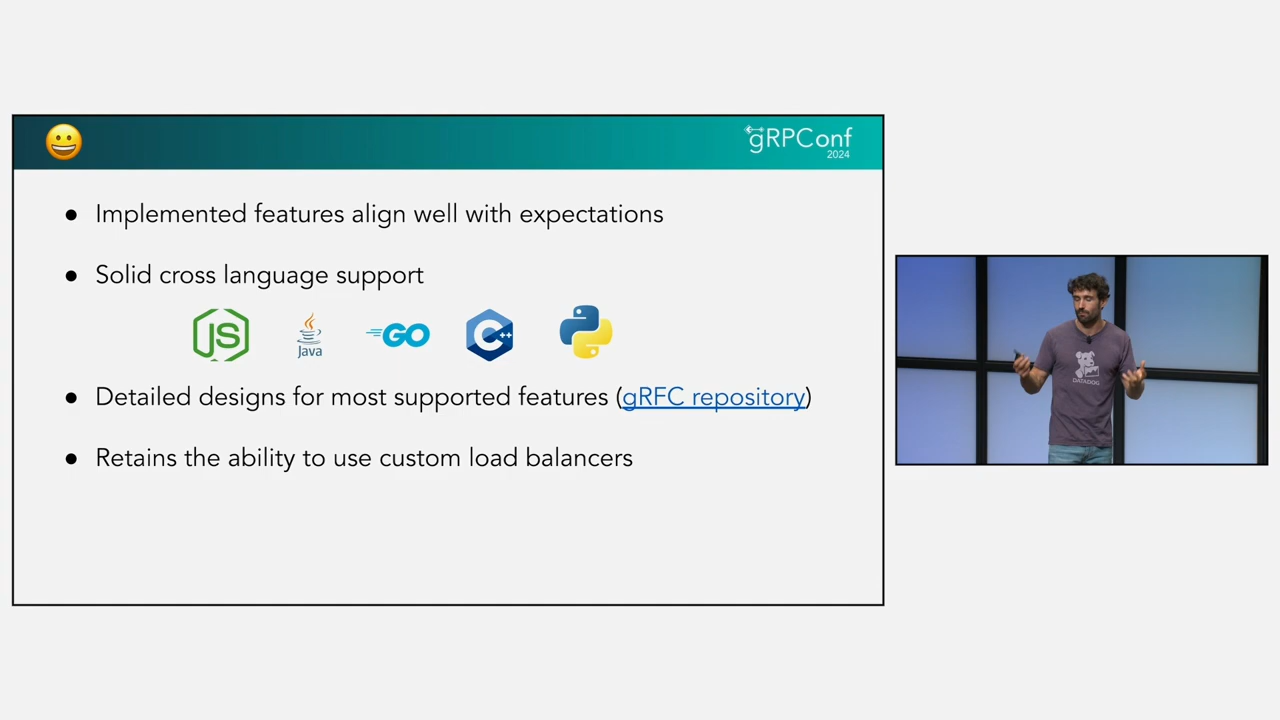 gRPConf
2024
● Implemented features align well with expectations
● Solid cross language support
JS
Java
GO
C++
● Detailed designs for most supported features (gRFC repository)
● Retains the ability to use custom load balancers
DATADOG